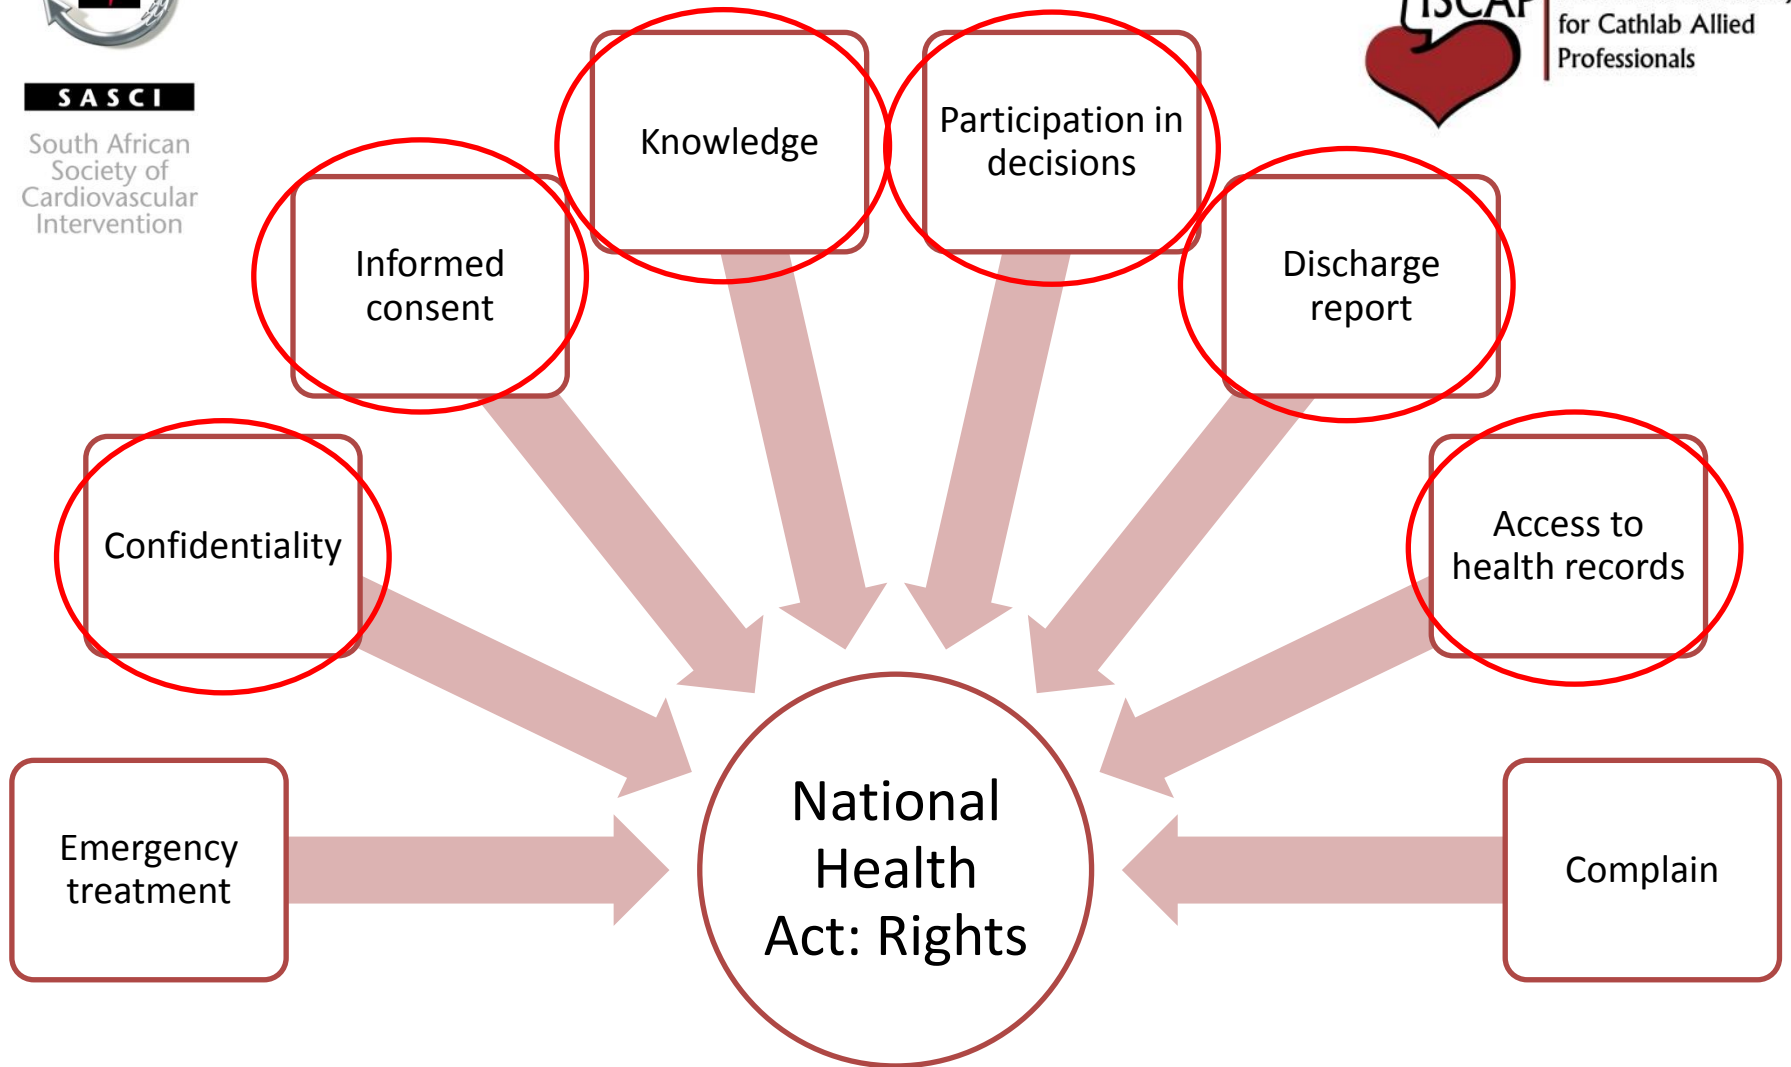 SASCI
South African
Society of
Cardiovascular
Intervention
ISCAP
for Cathlab Allied
Professionals
Knowledge
Participation in
decisions
Informed
consent
Discharge
report
Confidentiality
Access to
health records
Emergency
treatment
National
Health
Act: Rights
Complain